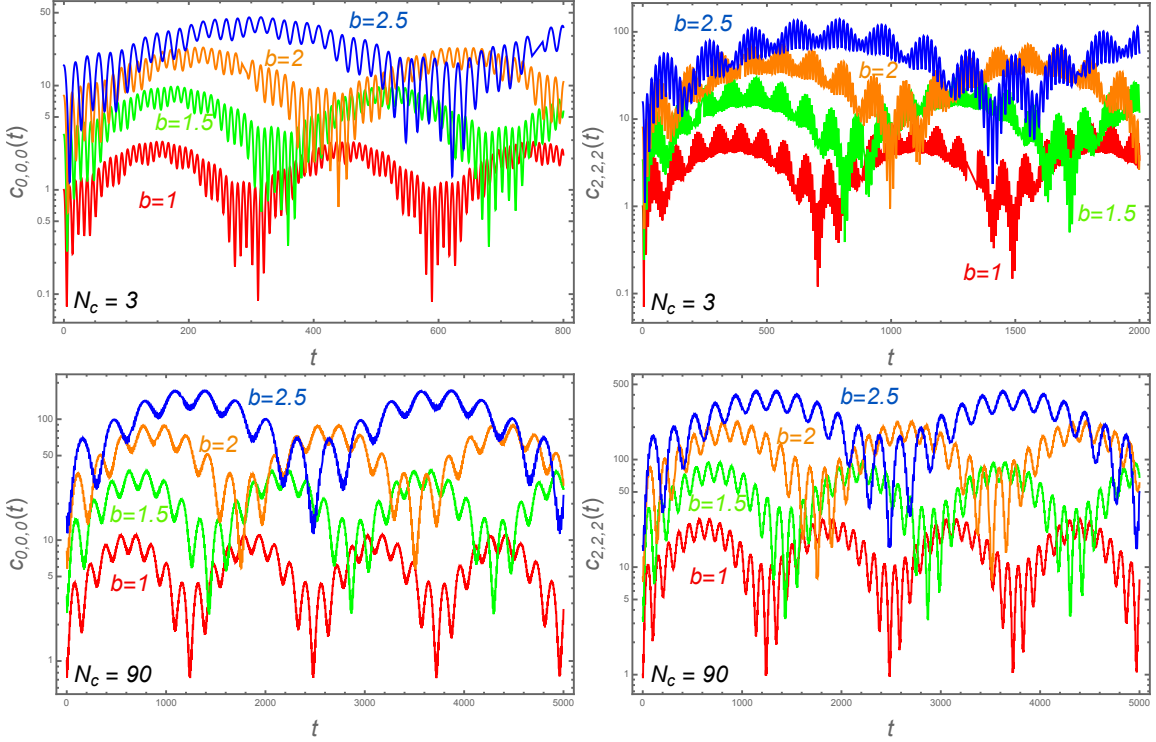 50
b=2.5
10
b=2
5
b=1.5
1
0.5
b=1
0.1
N_c = 3
0 200 400 600 800
t
c_{0,0,0}(t)
100
b=2.5
b=2
10
1
b=1.5
b=1
0.1
N_c = 3
0 500 1000 1500 2000
t
c_{2,2,2}(t)
100
b=2.5
50
b=2
b=1.5
10
5
b=1
1
N_c = 90
0 1000 2000 3000 4000 5000
t
c_{0,0,0}(t)
500
b=2.5
b=2
100
50
b=1.5
10
5
b=1
1
N_c = 90
0 1000 2000 3000 4000 5000
t
c_{2,2,2}(t)